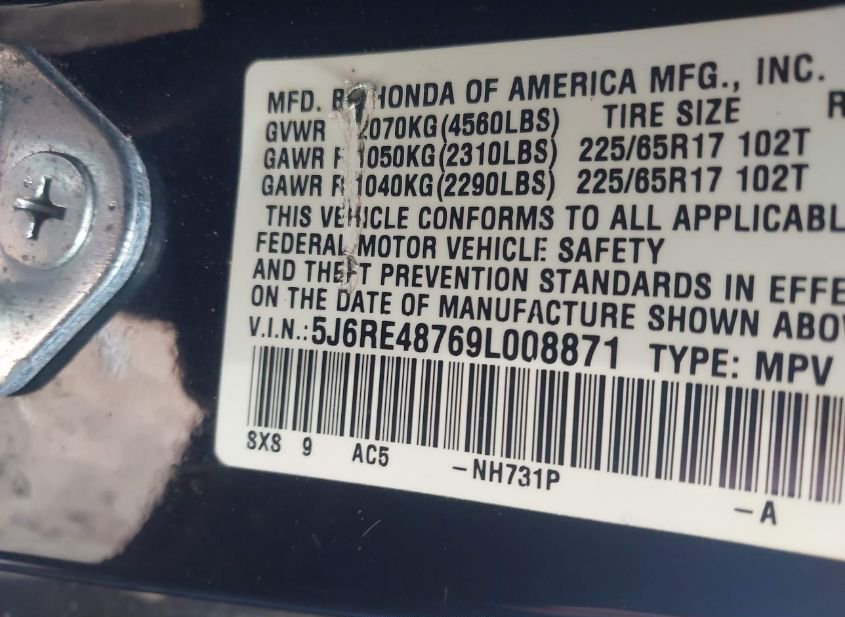 MFD. BY HONDA OF AMERICA MFG., INC.
GVWR 2070KG(4560LBS) TIRE SIZE R
GAWR F 1050KG(2310LBS) 225/65R17 102T
GAWR R 1040KG(2290LBS) 225/65R17 102T
THIS VEHICLE CONFORMS TO ALL APPLICABL
FEDERAL MOTOR VEHICLE SAFETY
AND THEFT PREVENTION STANDARDS IN EFFE
ON THE DATE OF MANUFACTURE SHOWN ABO
V.I.N.:5J6RE48769L008871 TYPE: MPV
SXS 9 AC5 -NH731P -A